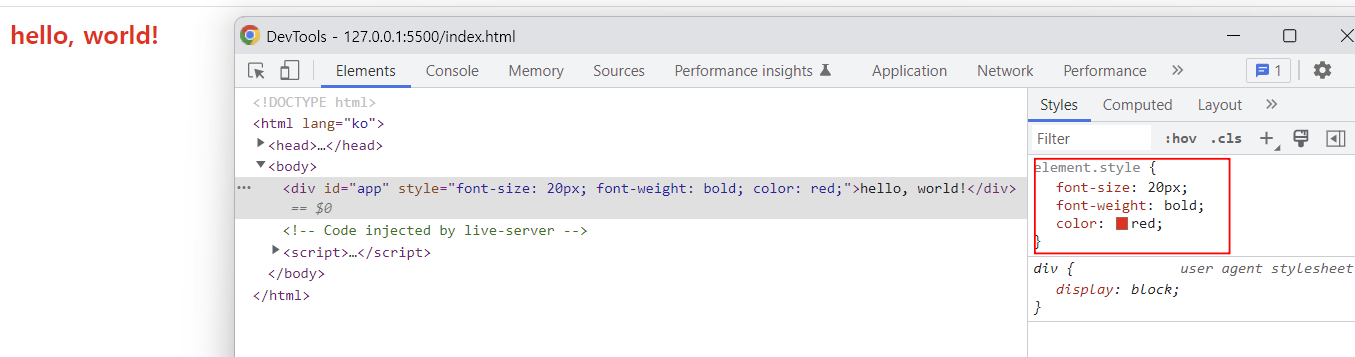 hello, world!
DevTools - 127.0.0.1:5500/index.html
Elements Console Memory Sources Performance insights Application Network Performance » 1
<!DOCTYPE html>
<html lang="ko">
<head>…</head>
<body>
<div id="app" style="font-size: 20px; font-weight: bold; color: red;">hello, world!</div>
== $0
<!-- Code injected by live-server -->
<script>…</script>
</body>
</html>
Styles Computed Layout »
Filter :hov .cls +
element.style {
font-size: 20px;
font-weight: bold;
color: red;
}
div { user agent stylesheet
display: block;
}